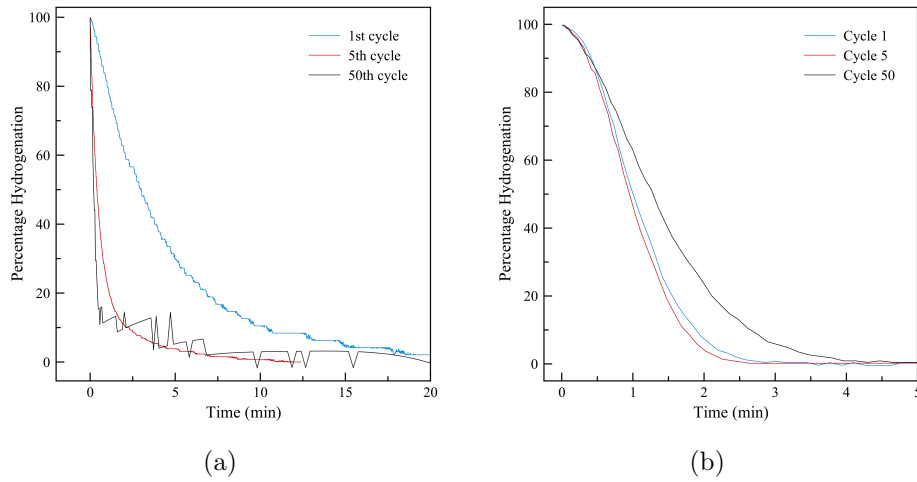 100
80
60
40
20
0
Percentage Hydrogenation
1st cycle
5th cycle
50th cycle
0 5 10 15 20
Time (min)
(a)
100
80
60
40
20
0
Percentage Hydrogenation
Cycle 1
Cycle 5
Cycle 50
0 1 2 3 4 5
Time (min)
(b)